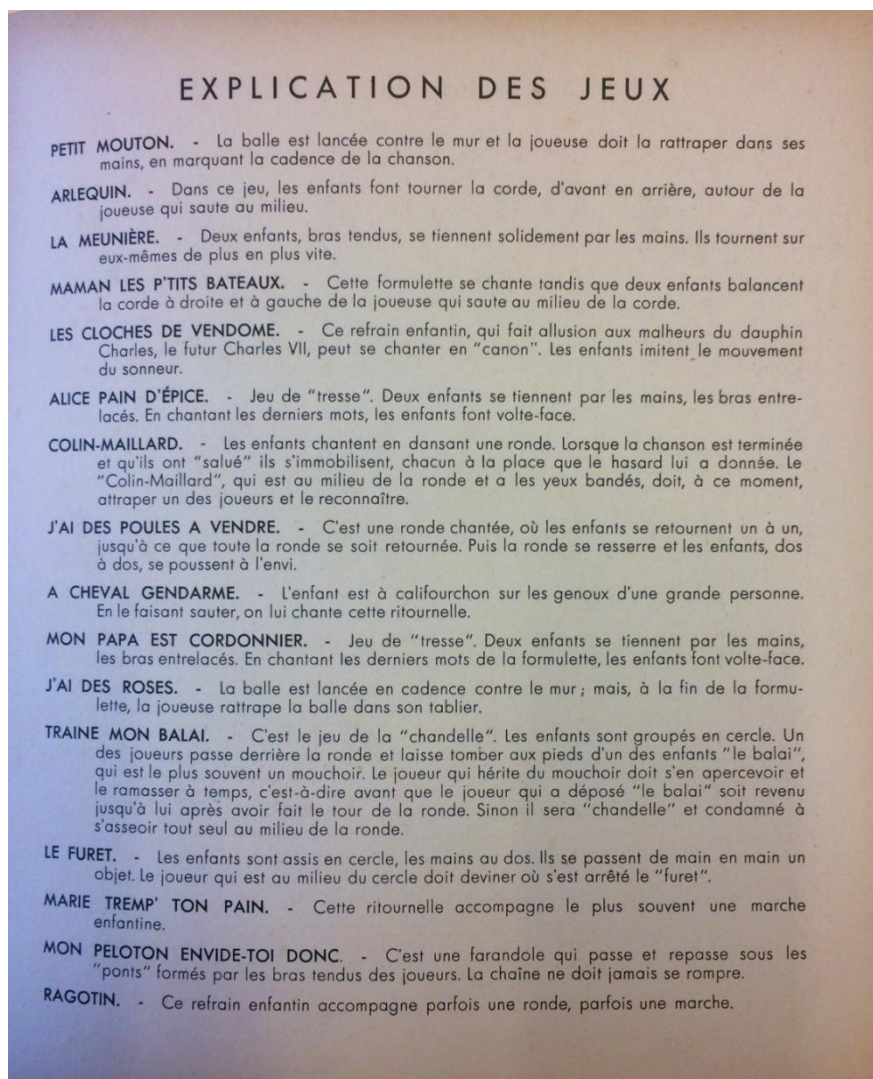 EXPLICATION DES JEUX
PETIT MOUTON. - La balle est lancée contre le mur et la joueuse doit la rattraper dans ses
mains, en marquant la cadence de la chanson.
ARLEQUIN. - Dans ce jeu, les enfants font tourner la corde, d'avant en arrière, autour de la
joueuse qui saute au milieu.
LA MEUNIÈRE. - Deux enfants, bras tendus, se tiennent solidement par les mains. Ils tournent sur
eux-mêmes de plus en plus vite.
MAMAN LES P'TITS BATEAUX. - Cette formulette se chante tandis que deux enfants balancent
la corde à droite et à gauche de la joueuse qui saute au milieu de la corde.
LES CLOCHES DE VENDOME. - Ce refrain enfantin, qui fait allusion aux malheurs du dauphin
Charles, le futur Charles VII, peut se chanter en "canon". Les enfants imitent le mouvement
du sonneur.
ALICE PAIN D'ÉPICE. - Jeu de "tresse". Deux enfants se tiennent par les mains, les bras entre-
lacés. En chantant les derniers mots, les enfants font volte-face.
COLIN-MAILLARD. - Les enfants chantent en dansant une ronde. Lorsque la chanson est terminée
et qu'ils ont "salué" ils s'immobilisent, chacun à la place que le hasard lui a donnée. Le
"Colin-Maillard", qui est au milieu de la ronde et a les yeux bandés, doit, à ce moment,
attraper un des joueurs et le reconnaître.
J'AI DES POULES A VENDRE. - C'est une ronde chantée, où les enfants se retournent un à un,
jusqu'à ce que toute la ronde se soit retournée. Puis la ronde se resserre et les enfants, dos
à dos, se poussent à l'envi.
A CHEVAL GENDARME. - L'enfant est à califourchon sur les genoux d'une grande personne.
En le faisant sauter, on lui chante cette ritournelle.
MON PAPA EST CORDONNIER. - Jeu de "tresse". Deux enfants se tiennent par les mains,
les bras entrelacés. En chantant les derniers mots de la formulette, les enfants font volte-face.
J'AI DES ROSES. - La balle est lancée en cadence contre le mur ; mais, à la fin de la formu-
lette, la joueuse rattrape la balle dans son tablier.
TRAINE MON BALAI. - C'est le jeu de la "chandelle". Les enfants sont groupés en cercle. Un
des joueurs passe derrière la ronde et laisse tomber aux pieds d'un des enfants "le balai",
qui est le plus souvent un mouchoir. Le joueur qui hérite du mouchoir doit s'en apercevoir et
le ramasser à temps, c'est-à-dire avant que le joueur qui a déposé "le balai" soit revenu
jusqu'à lui après avoir fait le tour de la ronde. Sinon il sera "chandelle" et condamné à
s'asseoir tout seul au milieu de la ronde.
LE FURET. - Les enfants sont assis en cercle, les mains au dos. Ils se passent de main en main un
objet. Le joueur qui est au milieu du cercle doit deviner où s'est arrêté le "furet".
MARIE TREMP' TON PAIN. - Cette ritournelle accompagne le plus souvent une marche
enfantine.
MON PELOTON ENVIDE-TOI DONC. - C'est une farandole qui passe et repasse sous les
"ponts" formés par les bras tendus des joueurs. La chaîne ne doit jamais se rompre.
RAGOTIN. - Ce refrain enfantin accompagne parfois une ronde, parfois une marche.